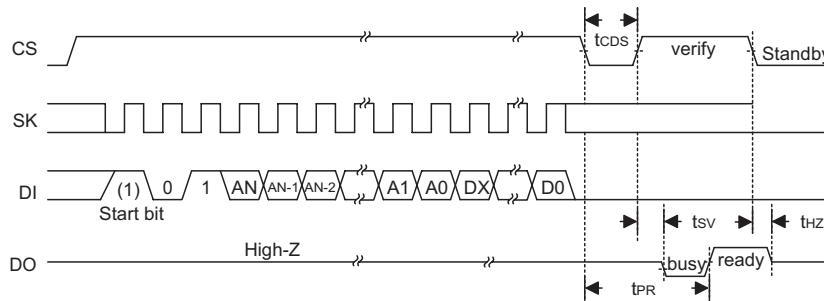 CS tCDS verify Standby
SK
DI (1) 0 1 AN AN-1 AN-2 A1 A0 DX D0
Start bit
tSV tHZ
DO High-Z busy ready
tPR